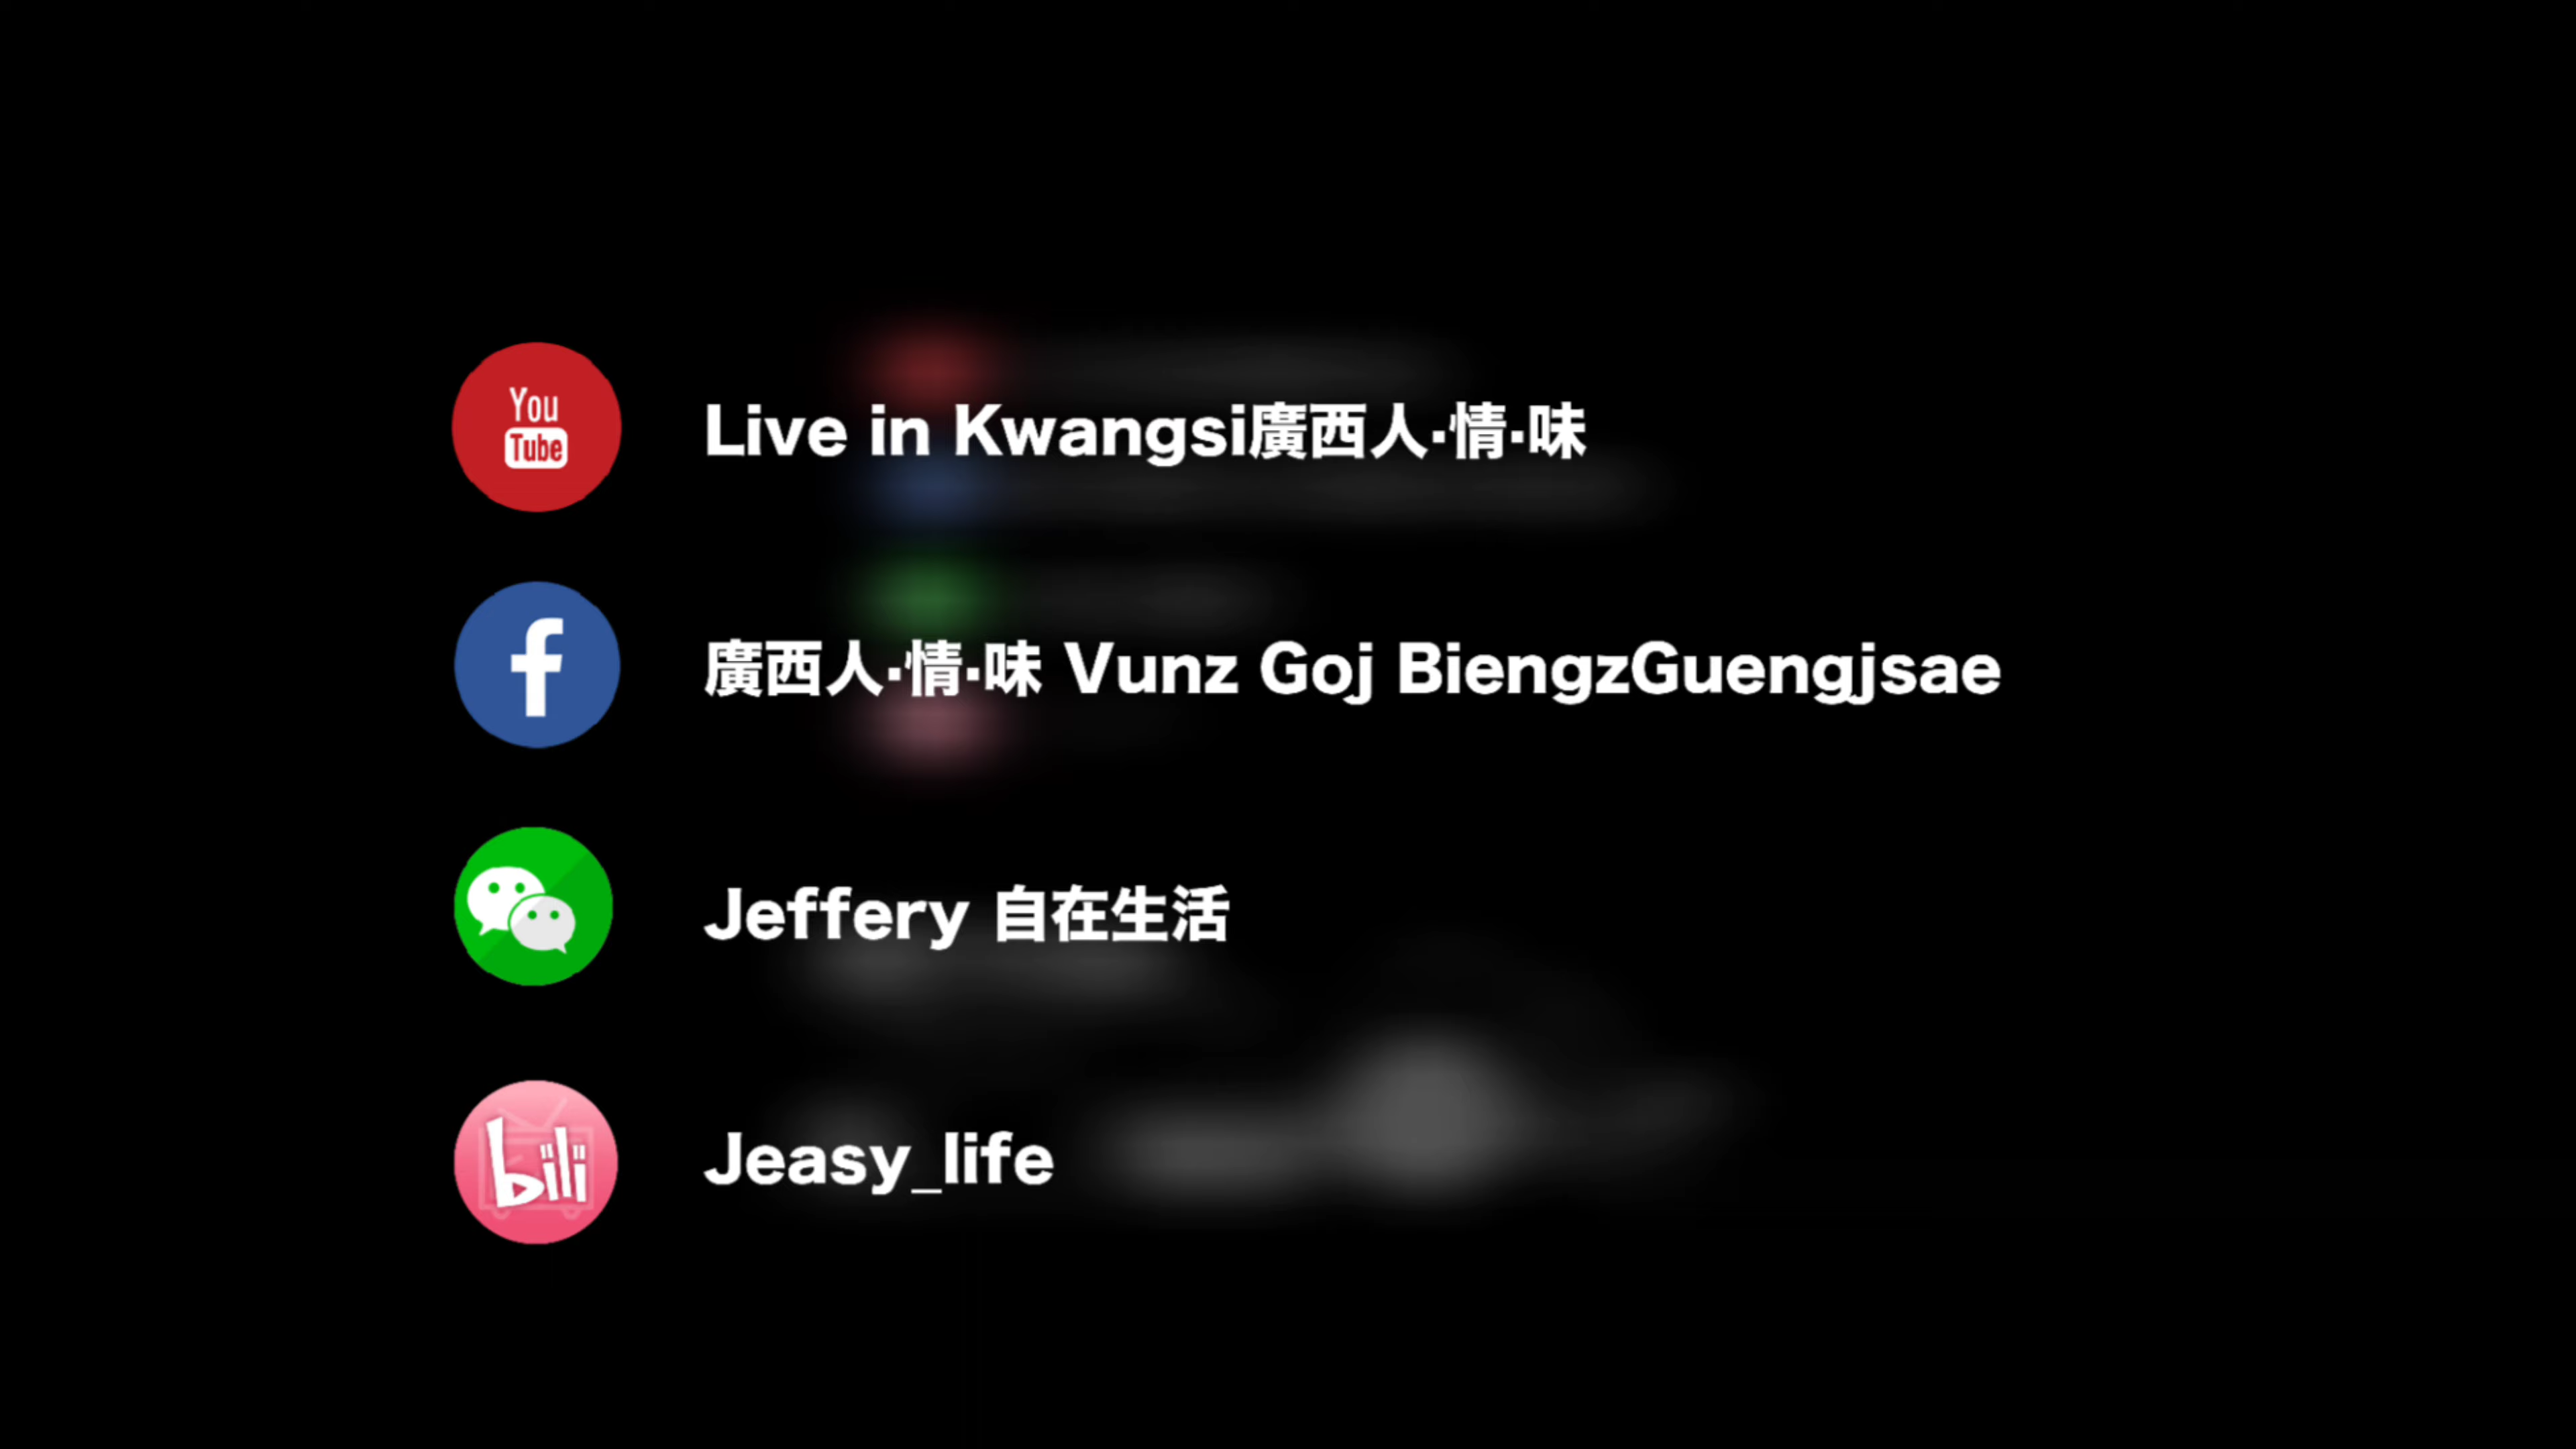 You
Tube
Live in Kwangsi廣西人·情·味
f
廣西人·情·味 Vunz Goj BiengzGuengjsae
Jeffery 自在生活
bili
Jeasy_life